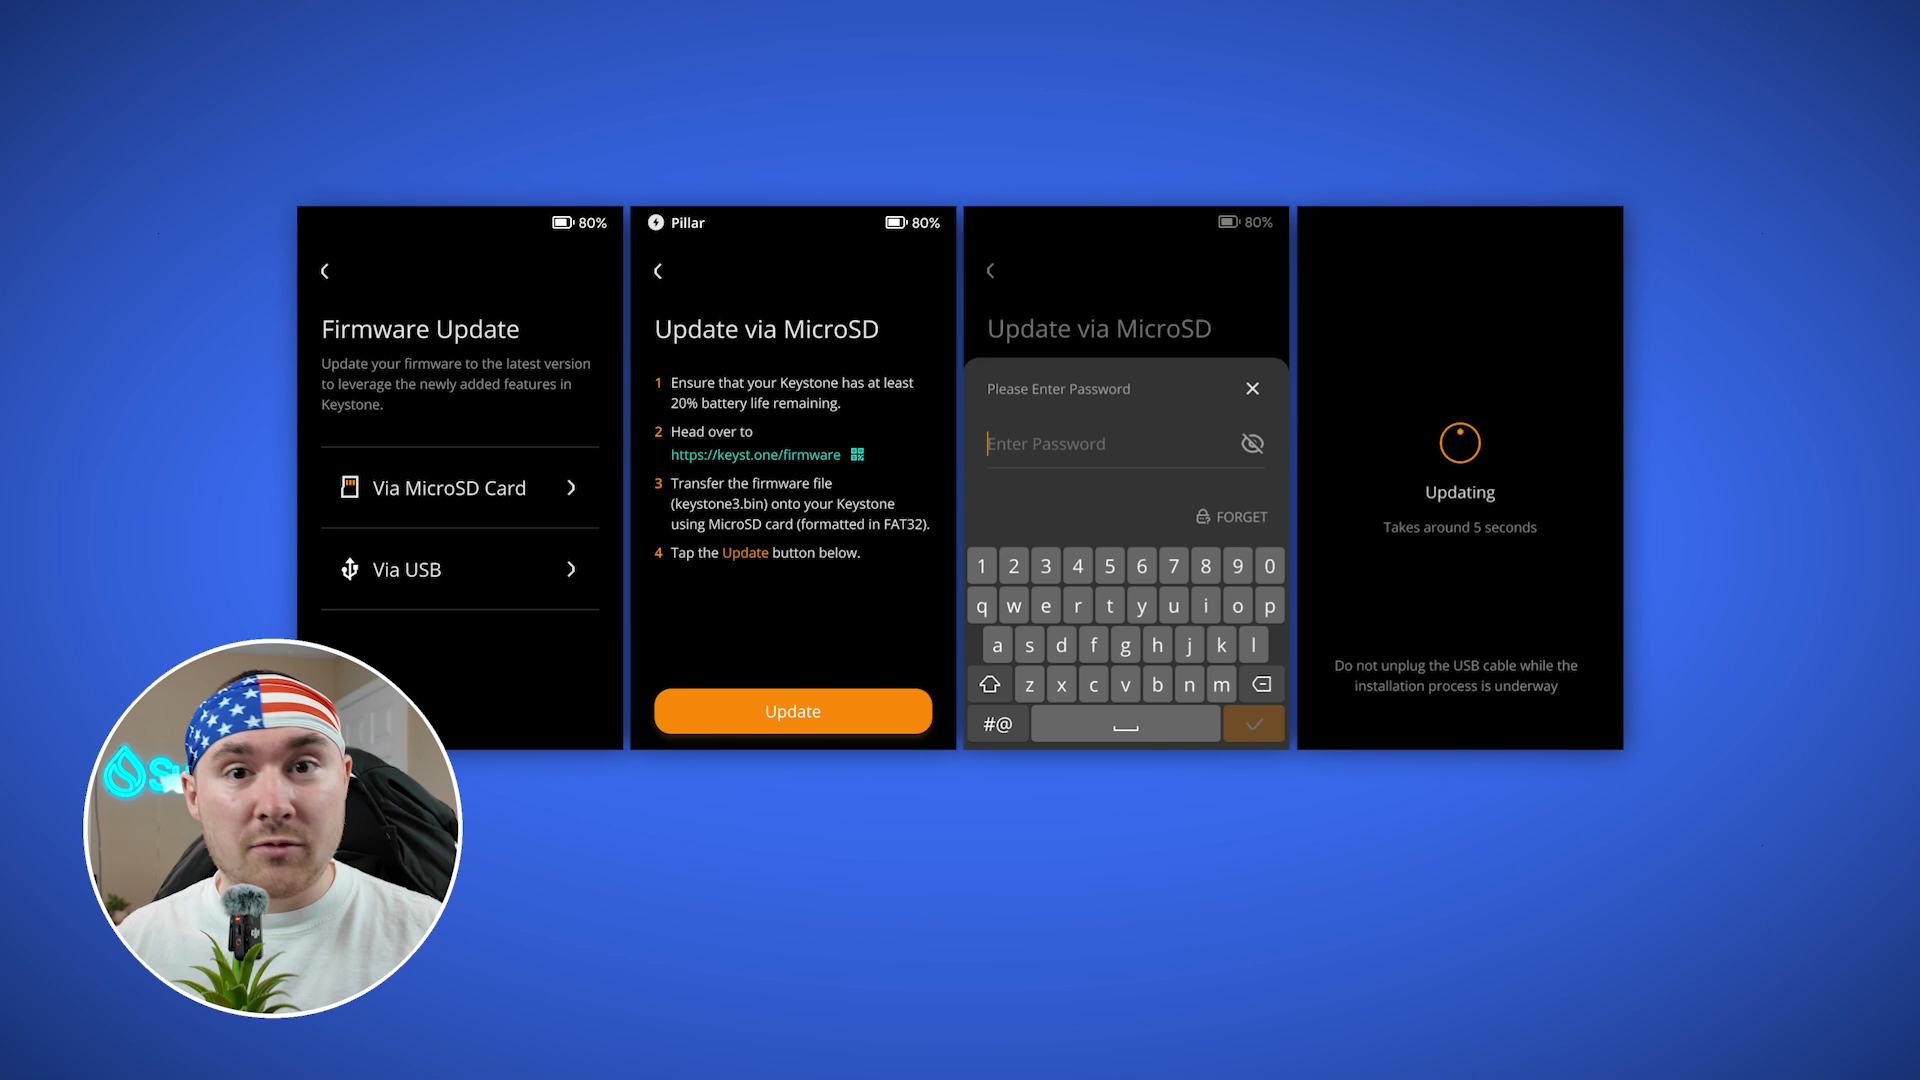 80%
Firmware Update
Update your firmware to the latest version
to leverage the newly added features in
Keystone.
Via MicroSD Card
Via USB
Pillar
80%
Update via MicroSD
1 Ensure that your Keystone has at least
20% battery life remaining.
2 Head over to
https://keyst.one/firmware
3 Transfer the firmware file
(keystone3.bin) onto your Keystone
using MicroSD card (formatted in FAT32).
4 Tap the Update button below.
Update
80%
Update via MicroSD
Please Enter Password
Enter Password
FORGET
1 2 3 4 5 6 7 8 9 0
q w e r t y u i o p
a s d f g h j k l
z x c v b n m
#@
Updating
Takes around 5 seconds
Do not unplug the USB cable while the
installation process is underway